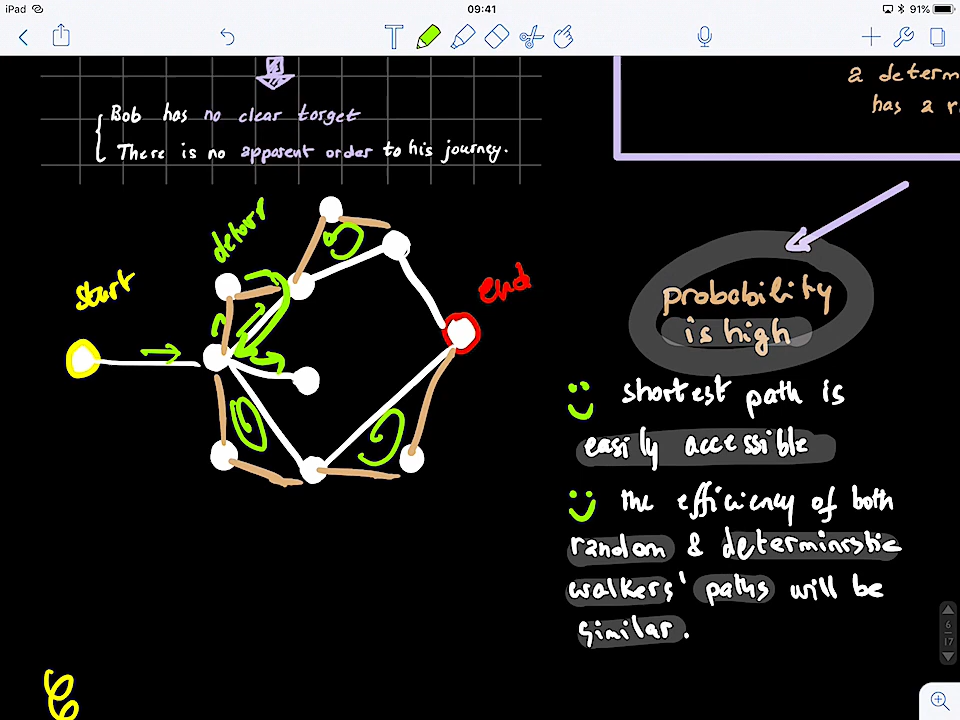 iPad
09:41
91%
T
Bob has no clear target
There is no apparent order to his journey.
a determ
has a r
start
detour
end
probability
is high
shortest path is
easily accessible
the efficiency of both
random & deterministic
walkers' paths will be
similar.
6
17